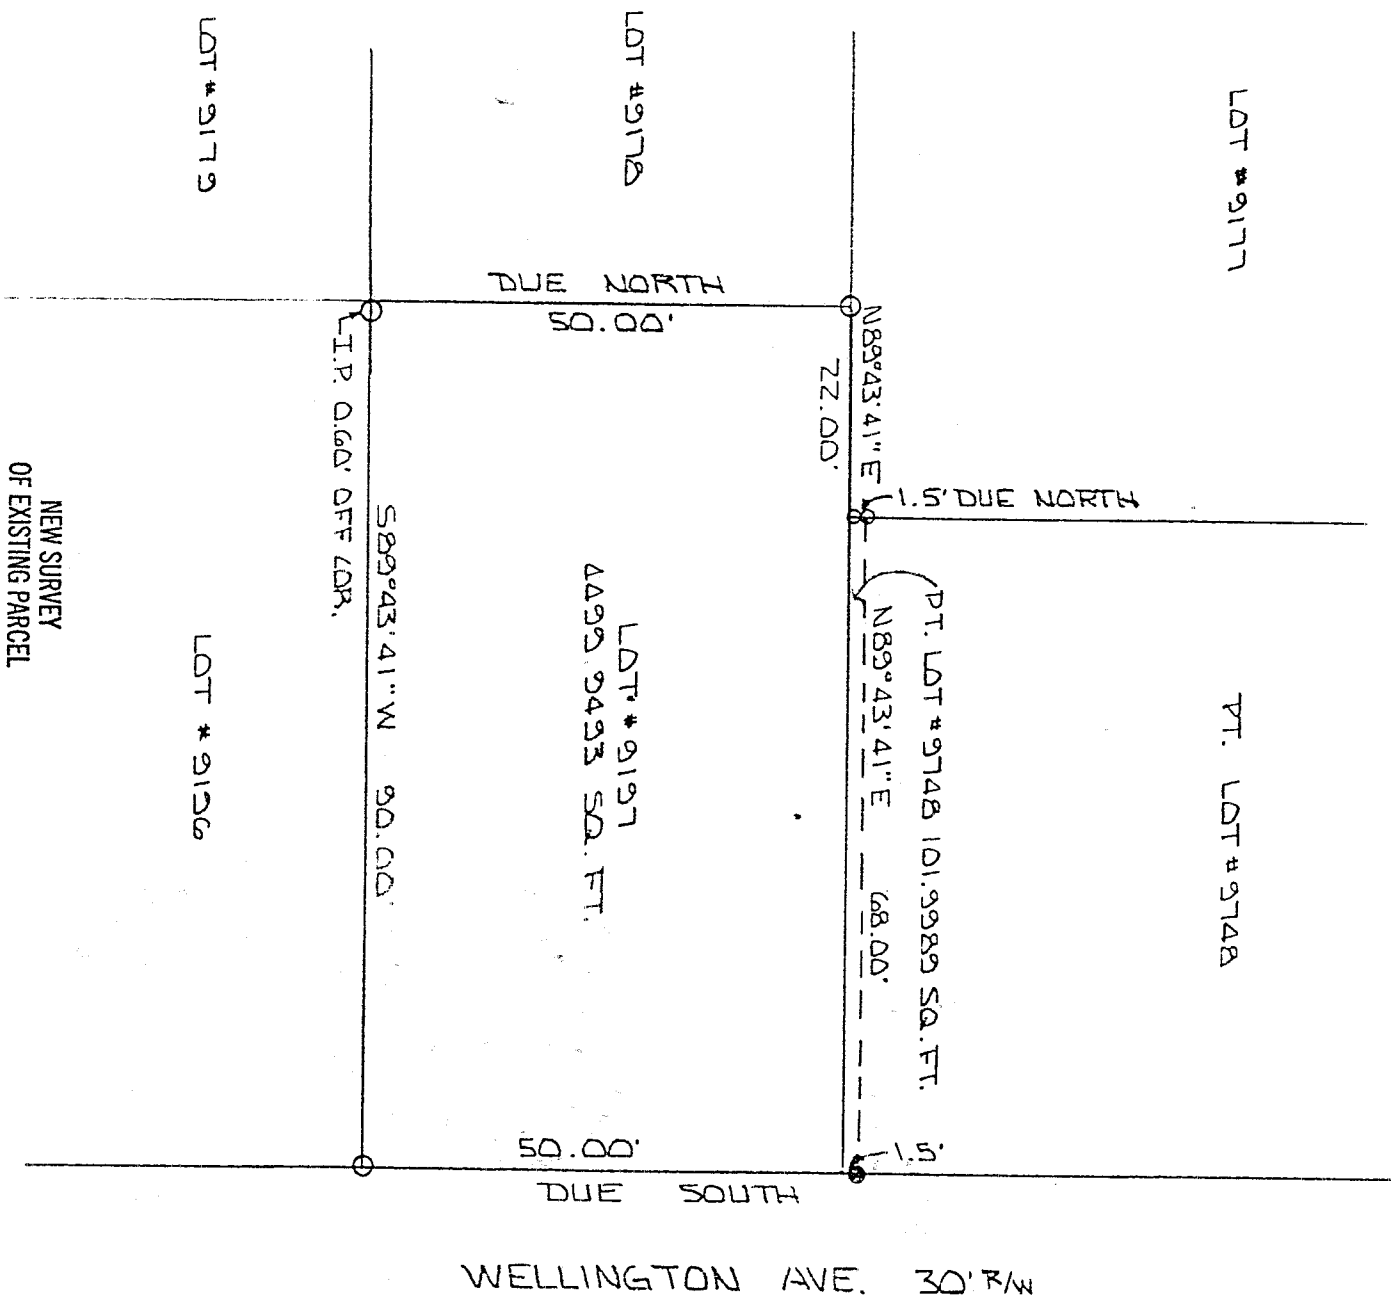 LOT #9179
LOT #9178
LOT #9177
DUE NORTH
50.00'
N89°43'41"E
22.00'
1.5' DUE NORTH
I.P. 0.60' OFF COR.
S89°43'41"W 90.00'
LOT #9197
4499.9493 SQ. FT.
PT. LOT #9748 101.9989 SQ. FT.
N89°43'41"E 68.00'
PT. LOT #9748
LOT #9196
NEW SURVEY
OF EXISTING PARCEL
50.00'
1.5'
DUE SOUTH
WELLINGTON AVE. 30' R/W